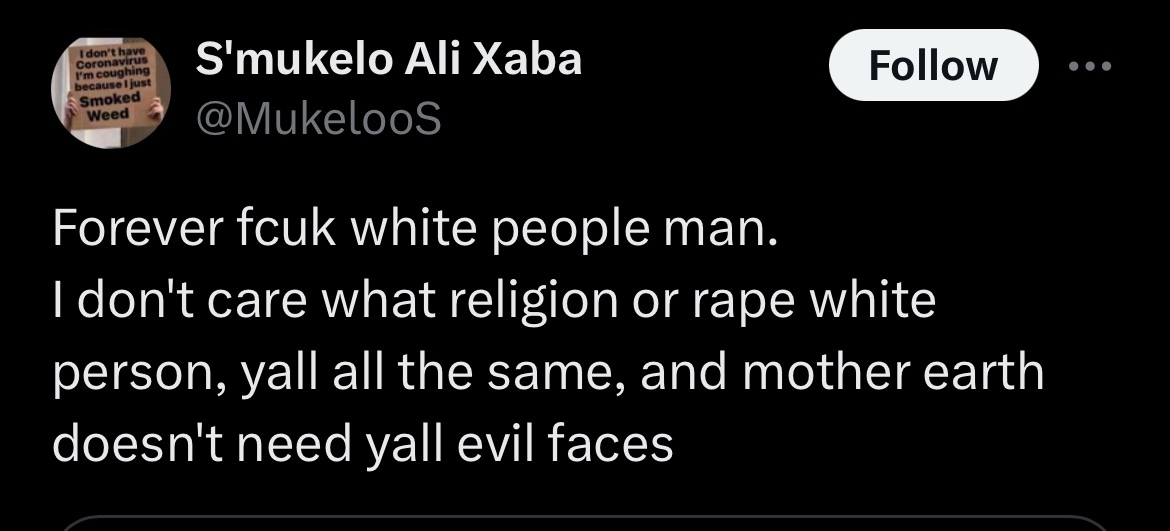 I don't have
Coronavirus
I'm coughing
because I just
Smoked
Weed
S'mukelo Ali Xaba
@MukelooS
Follow
Forever fcuk white people man.
I don't care what religion or rape white
person, yall all the same, and mother earth
doesn't need yall evil faces